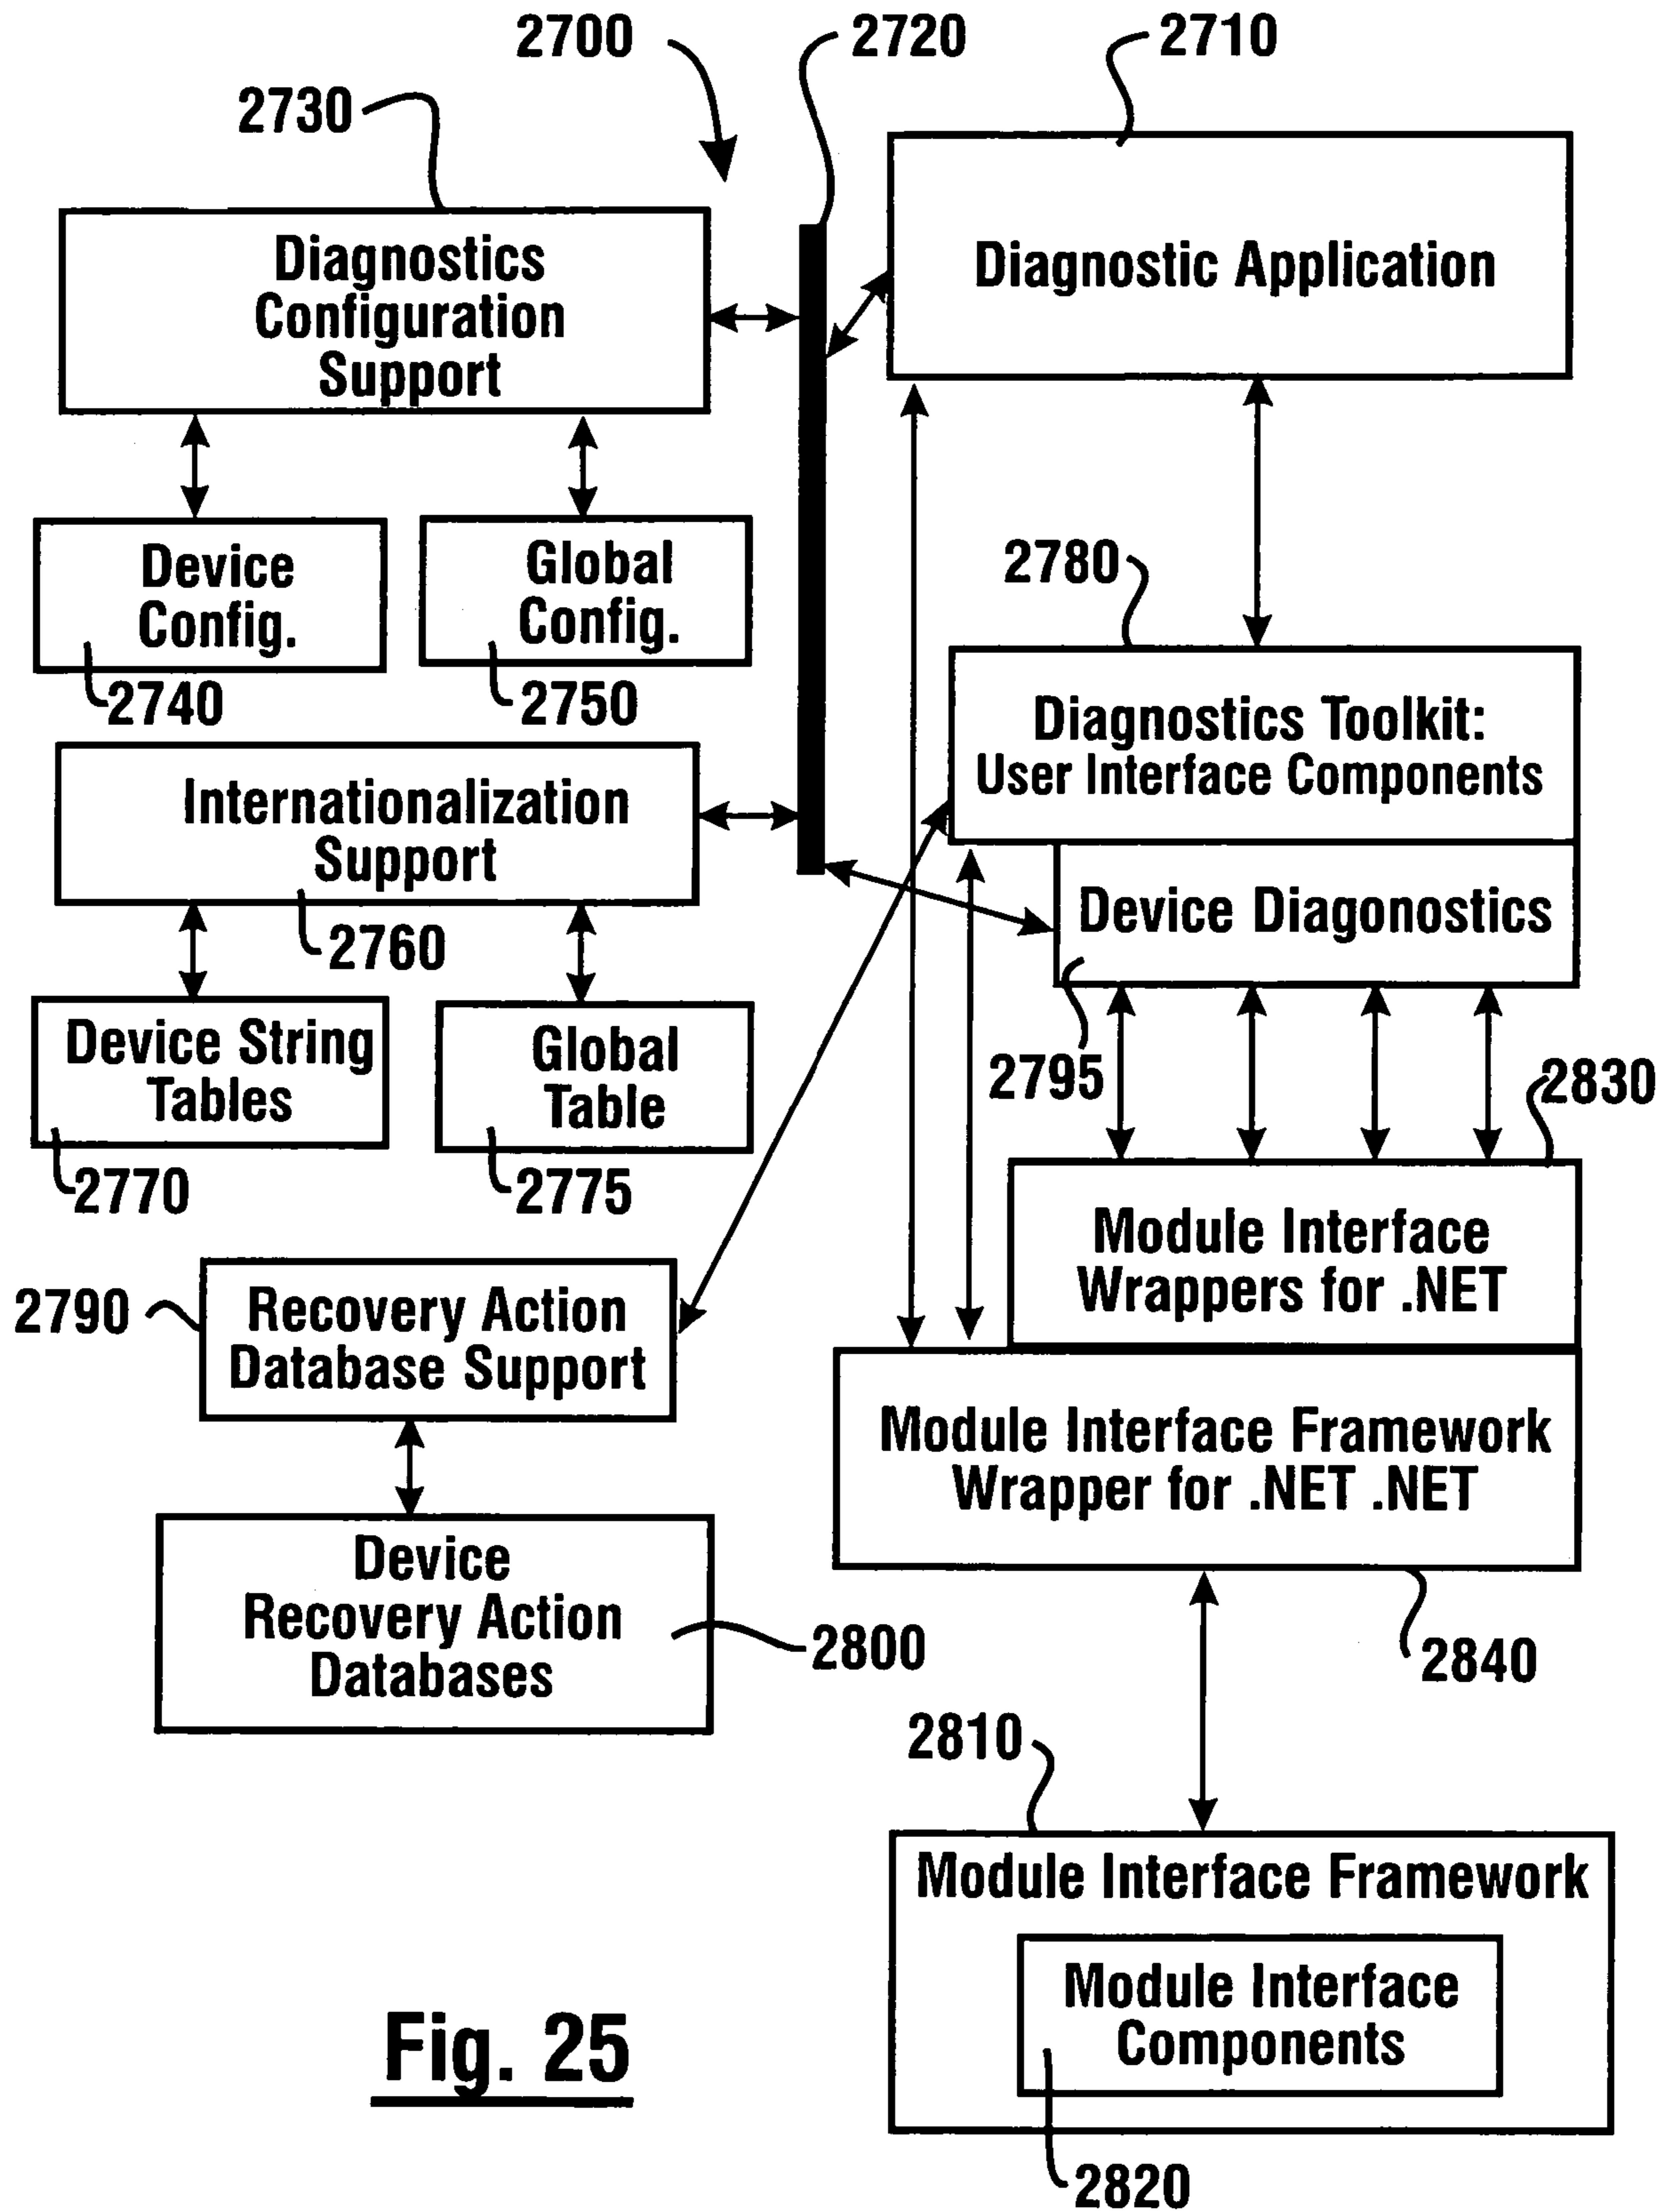 2700
2720
2710
2730
Diagnostics
Configuration
Support
Diagnostic Application
Device
Config.
2740
Global
Config.
2750
2780
Diagnostics Toolkit:
User Interface Components
Internationalization
Support
2760
Device Diagonostics
2795
Device String
Tables
2770
Global
Table
2775
2830
Module Interface
Wrappers for .NET
2790
Recovery Action
Database Support
Module Interface Framework
Wrapper for .NET .NET
2840
Device
Recovery Action
Databases
2800
2810
Module Interface Framework
Module Interface
Components
2820
Fig. 25